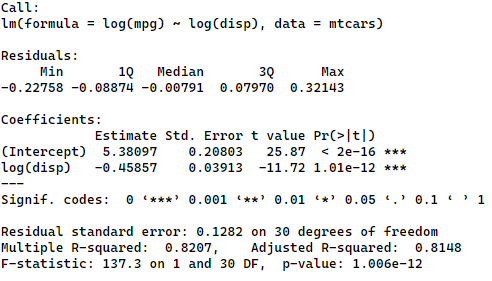 Call:
lm(formula = log(mpg) ~ log(disp), data = mtcars)
Residuals:
     Min       1Q   Median       3Q      Max
-0.22758 -0.08874 -0.00791  0.07970  0.32143
Coefficients:
            Estimate Std. Error t value Pr(>|t|)
(Intercept)  5.38097    0.20803   25.87  < 2e-16 ***
log(disp)   -0.45857    0.03913  -11.72 1.01e-12 ***
---
Signif. codes:  0 ‘***’ 0.001 ‘**’ 0.01 ‘*’ 0.05 ‘.’ 0.1 ‘ ’ 1
Residual standard error: 0.1282 on 30 degrees of freedom
Multiple R-squared:  0.8207,	Adjusted R-squared:  0.8148
F-statistic: 137.3 on 1 and 30 DF,  p-value: 1.006e-12